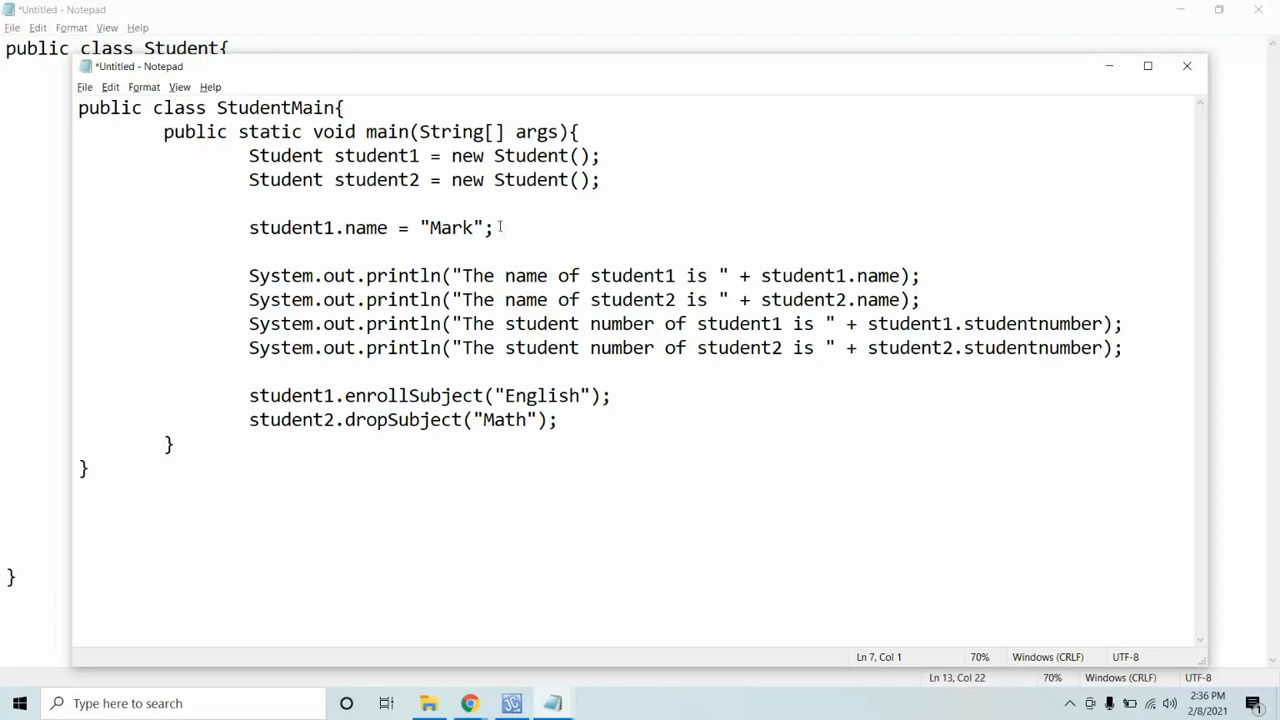 *Untitled - Notepad
File Edit Format View Help
public class Student{
*Untitled - Notepad
File Edit Format View Help
public class StudentMain{
public static void main(String[] args){
Student student1 = new Student();
Student student2 = new Student();
student1.name = "Mark";
System.out.println("The name of student1 is " + student1.name);
System.out.println("The name of student2 is " + student2.name);
System.out.println("The student number of student1 is " + student1.studentnumber);
System.out.println("The student number of student2 is " + student2.studentnumber);
student1.enrollSubject("English");
student2.dropSubject("Math");
}
}
}
Ln 7, Col 1 70% Windows (CRLF) UTF-8
Ln 13, Col 22 70% Windows (CRLF) UTF-8
Type here to search
2:36 PM
2/8/2021